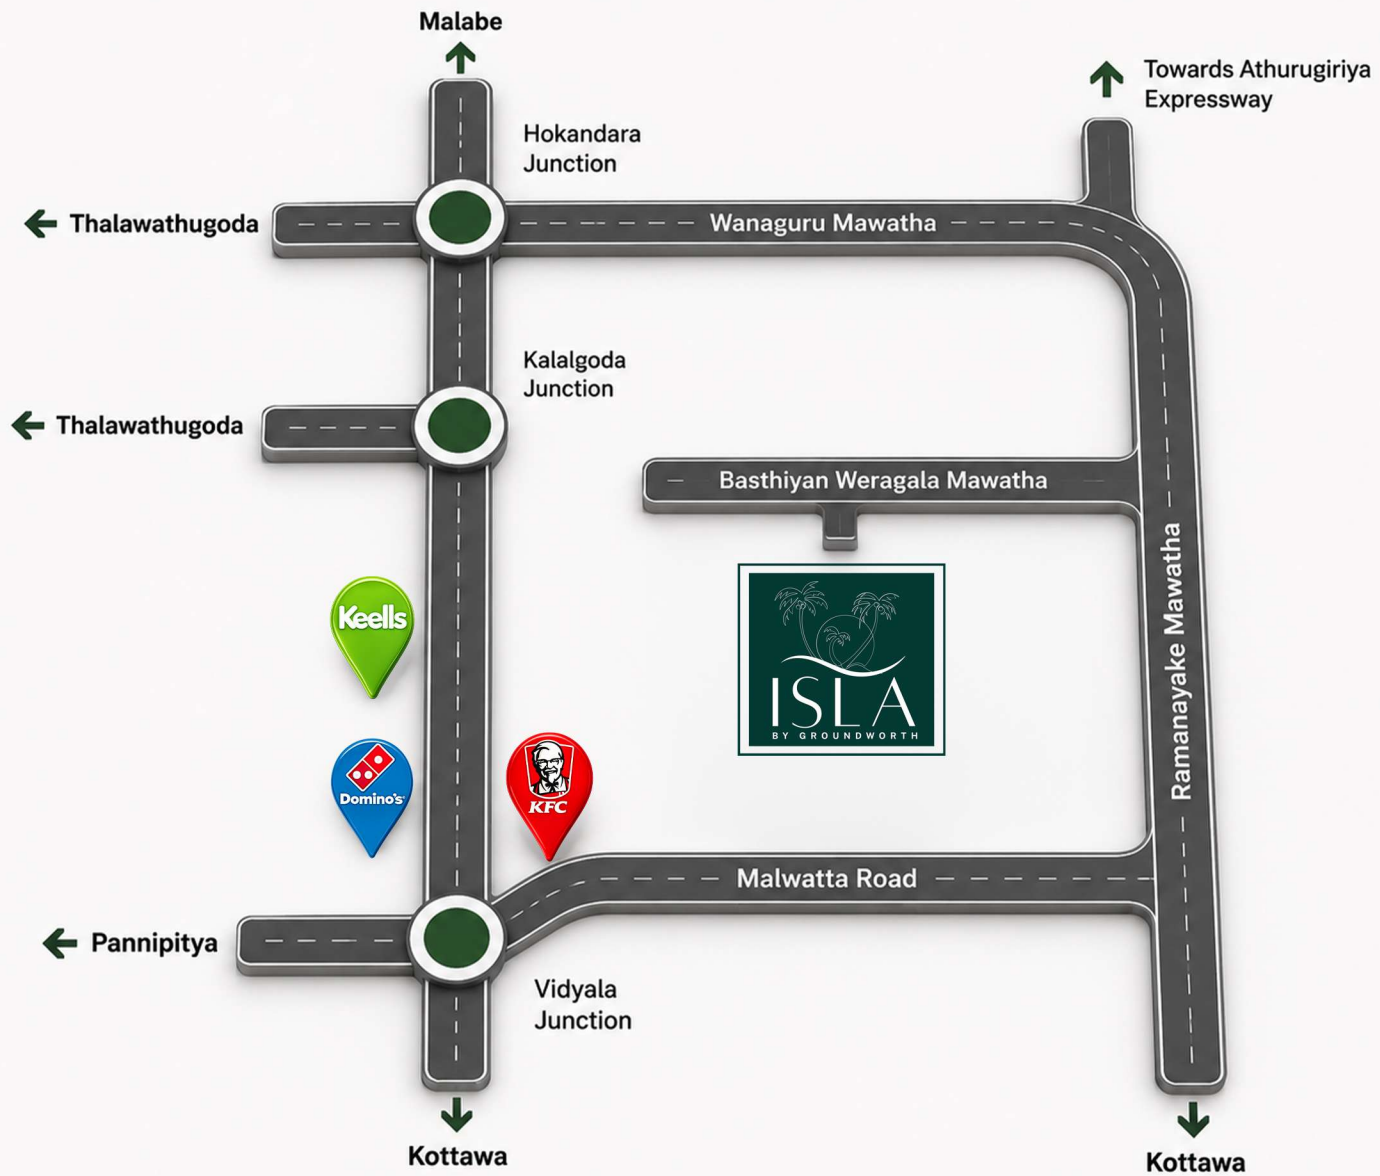 Malabe
Towards Athurugiriya
Expressway
Hokandara
Junction
Thalawathugoda
Wanaguru Mawatha
Kalalgoda
Junction
Thalawathugoda
Basthiyan Weragala Mawatha
Keells
Ramanayake Mawatha
ISLA
BY GROUNDWORTH
Domino's
KFC
Malwatta Road
Pannipitya
Vidyala
Junction
Kottawa
Kottawa